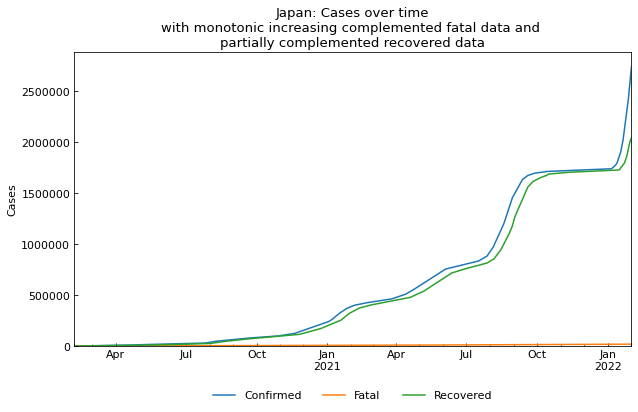 Japan: Cases over time
with monotonic increasing complemented fatal data and
partially complemented recovered data
Cases
2500000
2000000
1500000
1000000
500000
0
Apr Jul Oct Jan Apr Jul Oct Jan
2021 2022
Confirmed Fatal Recovered